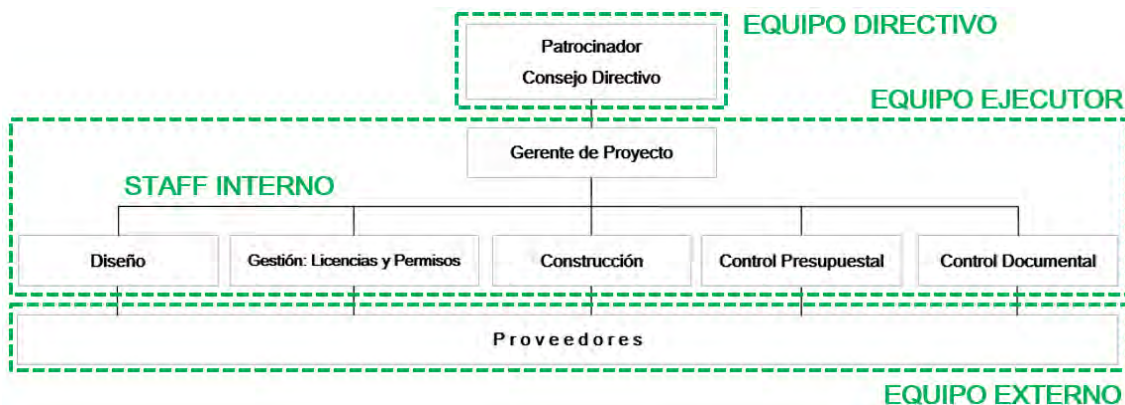 EQUIPO DIRECTIVO
Patrocinador
Consejo Directivo
EQUIPO EJECUTOR
Gerente de Proyecto
STAFF INTERNO
Diseño
Gestión: Licencias y Permisos
Construcción
Control Presupuestal
Control Documental
Proveedores
EQUIPO EXTERNO